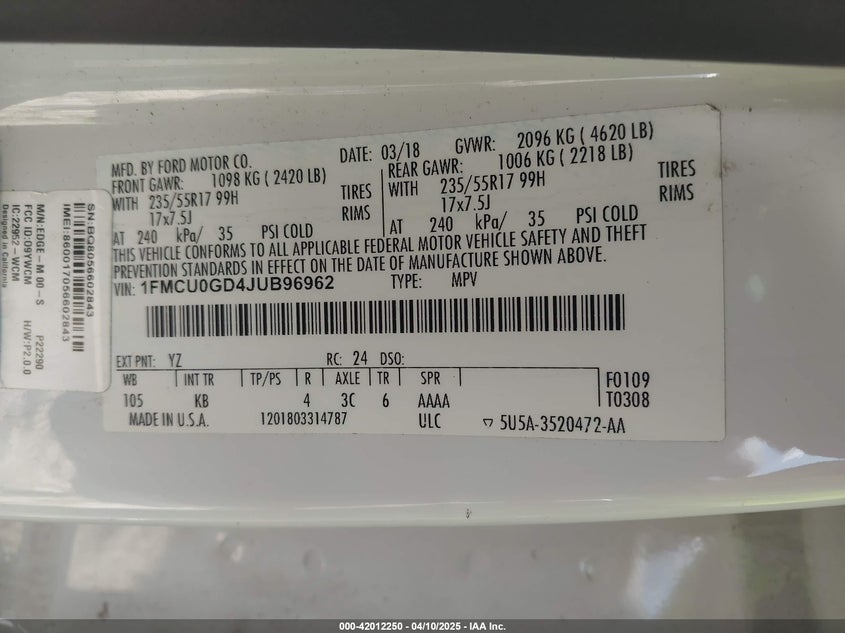 MFD. BY FORD MOTOR CO. DATE: 03/18 GVWR: 2096 KG ( 4620 LB)
FRONT GAWR: 1098 KG ( 2420 LB) REAR GAWR: 1006 KG ( 2218 LB)
WITH 235/55R17 99H TIRES WITH 235/55R17 99H TIRES
17x7.5J RIMS 17x7.5J RIMS
AT 240 kPa/ 35 PSI COLD AT 240 kPa/ 35 PSI COLD
THIS VEHICLE CONFORMS TO ALL APPLICABLE FEDERAL MOTOR VEHICLE SAFETY AND THEFT
PREVENTION STANDARDS IN EFFECT ON THE DATE OF MANUFACTURE SHOWN ABOVE.
VIN: 1FMCU0GD4JUB96962 TYPE: MPV
EXT PNT: YZ RC: 24 DSO:
WB INT TR TP/PS R AXLE TR SPR F0109
105 KB 4 3C 6 AAAA T0308
MADE IN U.S.A. 1201803314787 ULC 5U5A-3520472-AA
SN:BQ8056602843
IMEI:860017056602843
M/N:EDGE-M 00-S P22290
FCC ID:99YWCM H/W:P2.0.0
IC:22952-WCM
Designed in California
000-42012250 - 04/10/2025 - IAA Inc.